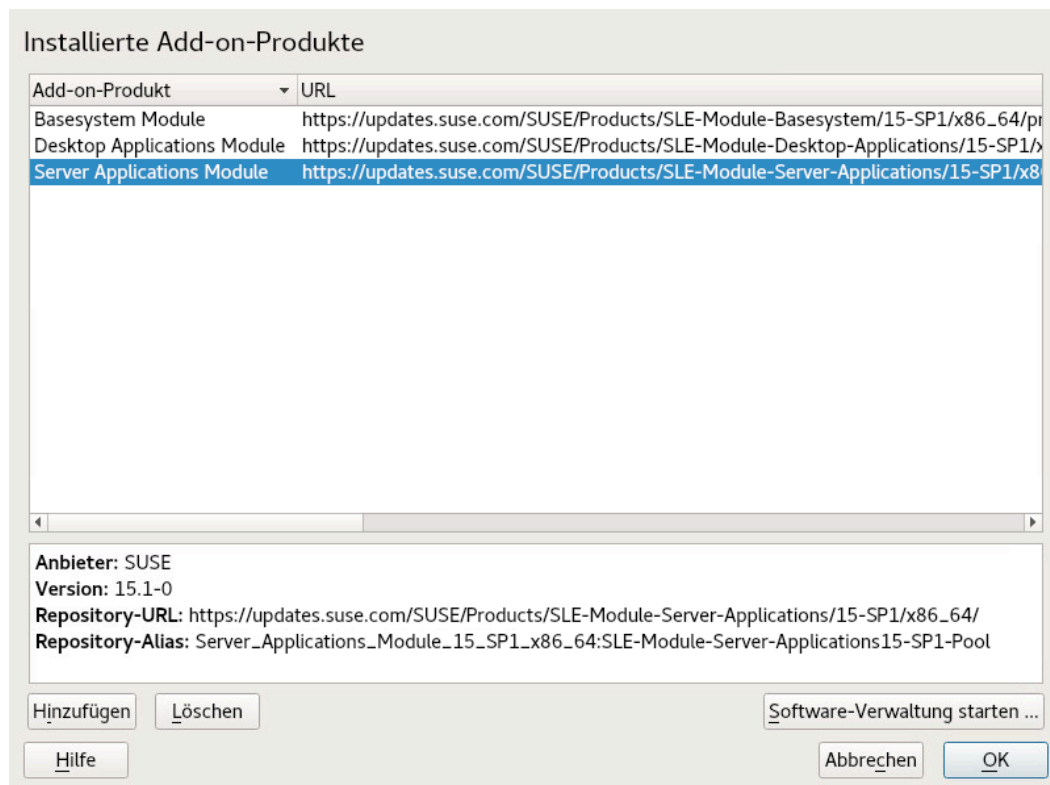 Installierte Add-on-Produkte
Add-on-Produkt URL
Basesystem Module https://updates.suse.com/SUSE/Products/SLE-Module-Basesystem/15-SP1/x86_64/pr
Desktop Applications Module https://updates.suse.com/SUSE/Products/SLE-Module-Desktop-Applications/15-SP1/x
Server Applications Module https://updates.suse.com/SUSE/Products/SLE-Module-Server-Applications/15-SP1/x8
Anbieter: SUSE
Version: 15.1-0
Repository-URL: https://updates.suse.com/SUSE/Products/SLE-Module-Server-Applications/15-SP1/x86_64/
Repository-Alias: Server_Applications_Module_15_SP1_x86_64:SLE-Module-Server-Applications15-SP1-Pool
Hinzufügen Löschen Software-Verwaltung starten ...
Hilfe Abbrechen OK